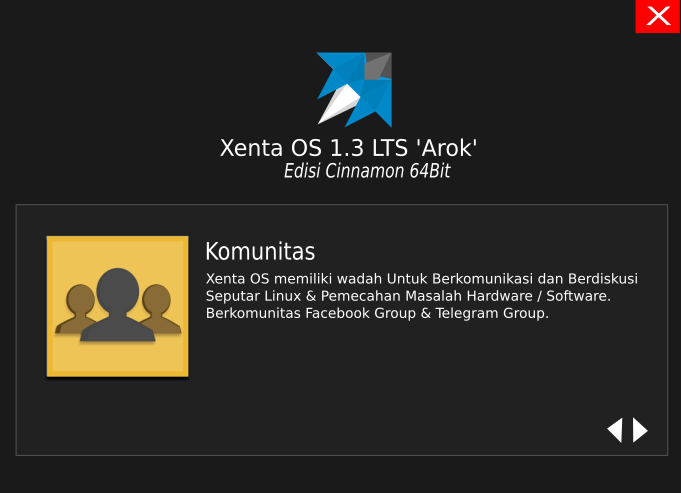 Xenta OS 1.3 LTS 'Arok'
Edisi Cinnamon 64Bit
Komunitas
Xenta OS memiliki wadah Untuk Berkomunikasi dan Berdiskusi
Seputar Linux & Pemecahan Masalah Hardware / Software.
Berkomunitas Facebook Group & Telegram Group.